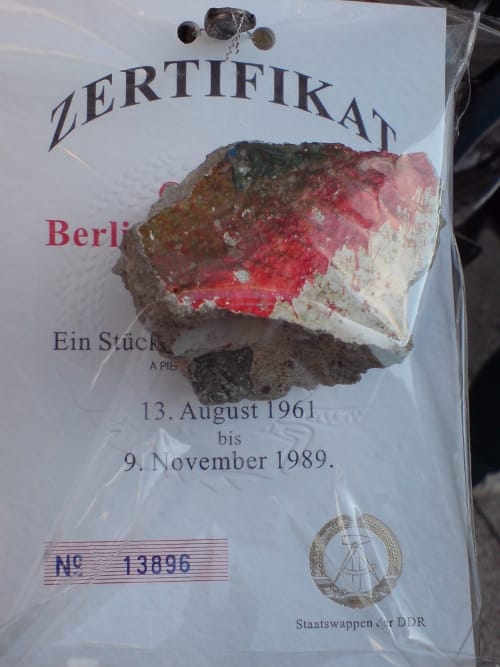 ZERTIFIKAT
Berli
Ein Stück
A PIE
13. August 1961
bis
9. November 1989.
Nº 13896
Staatswappen der DDR